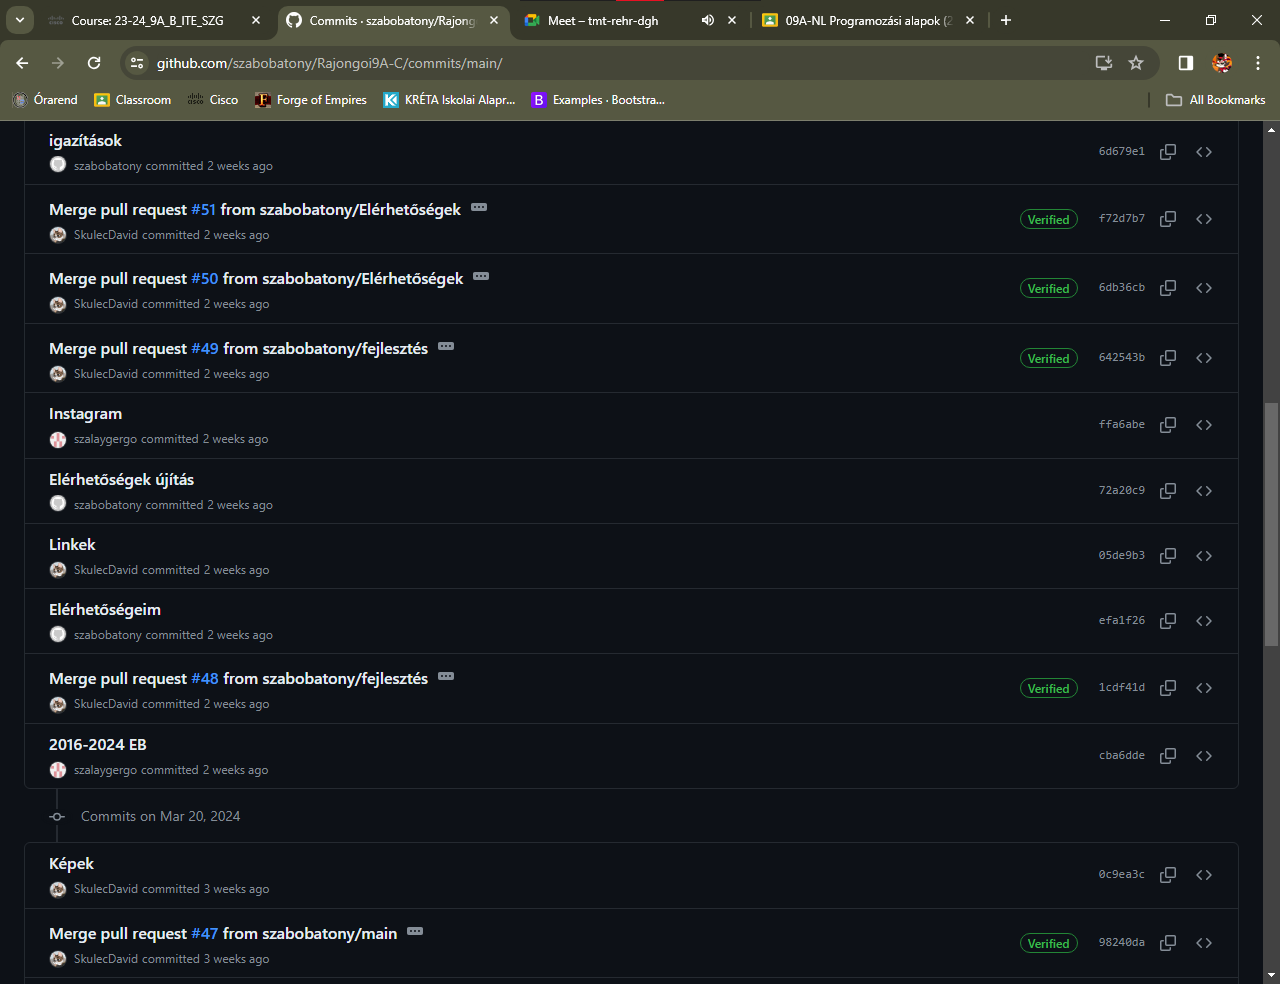 Course: 23-24_9A_B_ITE_SZG
Commits · szabobatony/Rajong
Meet – tmt-rehr-dgh
09A-NL Programozási alapok (2
github.com/szabobatony/Rajongoi9A-C/commits/main/
Órarend
Classroom
Cisco
Forge of Empires
KRÉTA Iskolai Alapr...
Examples · Bootstra...
All Bookmarks
igazítások
szabobatony committed 2 weeks ago
6d679e1
Merge pull request #51 from szabobatony/Elérhetőségek
SkulecDavid committed 2 weeks ago
Verified
f72d7b7
Merge pull request #50 from szabobatony/Elérhetőségek
SkulecDavid committed 2 weeks ago
Verified
6db36cb
Merge pull request #49 from szabobatony/fejlesztés
SkulecDavid committed 2 weeks ago
Verified
642543b
Instagram
szalaygergo committed 2 weeks ago
ffa6abe
Elérhetőségek újítás
szabobatony committed 2 weeks ago
72a20c9
Linkek
SkulecDavid committed 2 weeks ago
05de9b3
Elérhetőségeim
szabobatony committed 2 weeks ago
efa1f26
Merge pull request #48 from szabobatony/fejlesztés
SkulecDavid committed 2 weeks ago
Verified
1cdf41d
2016-2024 EB
szalaygergo committed 2 weeks ago
cba6dde
Commits on Mar 20, 2024
Képek
SkulecDavid committed 3 weeks ago
0c9ea3c
Merge pull request #47 from szabobatony/main
SkulecDavid committed 3 weeks ago
Verified
98240da